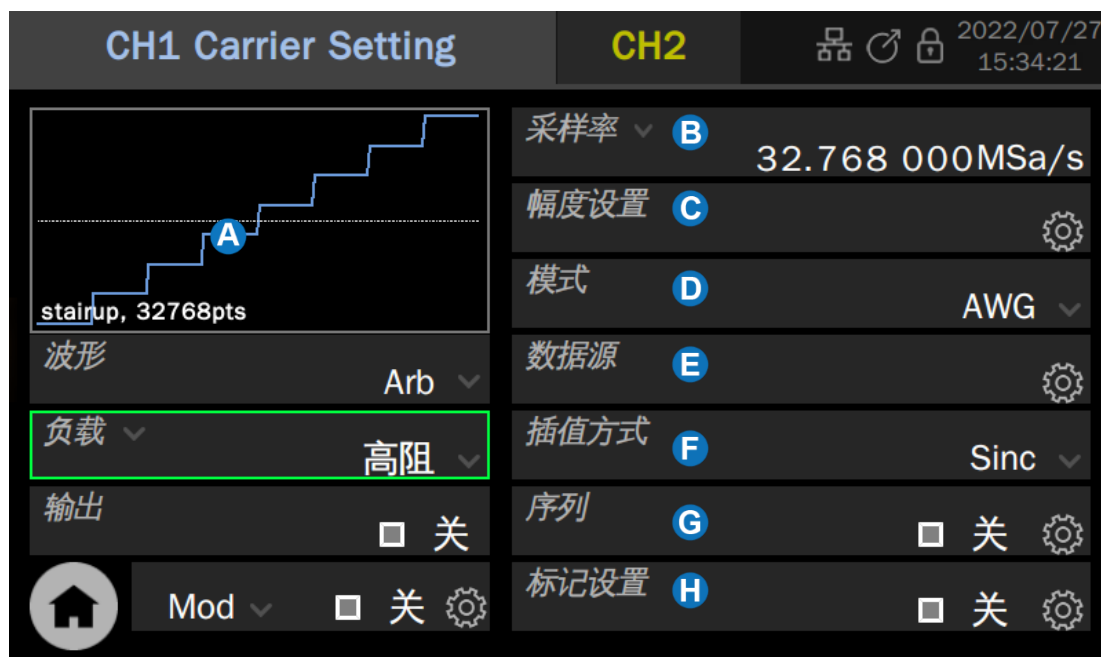 CH1 Carrier Setting
CH2
2022/07/27
15:34:21
A
stairup, 32768pts
波形
Arb
负载
高阻
输出
关
Mod
关
采样率
B
32.768 000MSa/s
幅度设置
C
模式
D
AWG
数据源
E
插值方式
F
Sinc
序列
G
关
标记设置
H
关